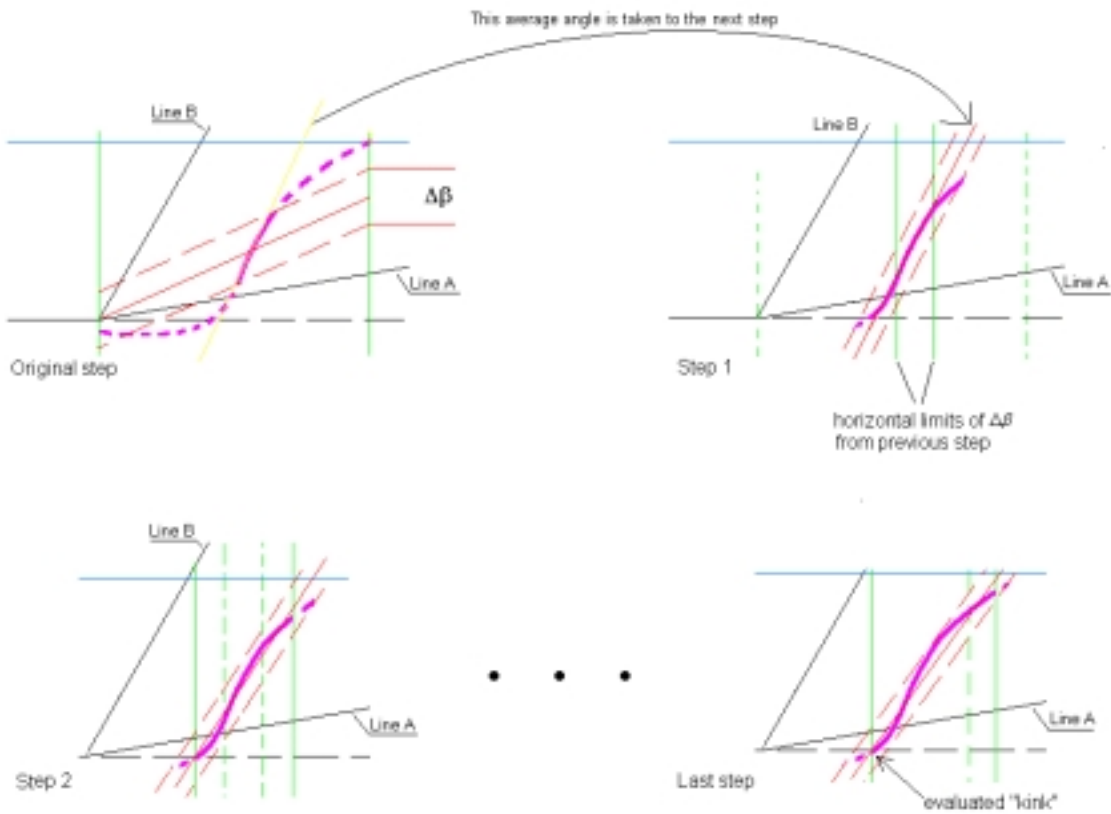 This average angle is taken to the next step
Line B
Δβ
Line A
Original step
Line B
Line A
Step 1
horizontal limits of Δβ
from previous step
Line B
Line A
Step 2
Line A
Last step
evaluated "kink"